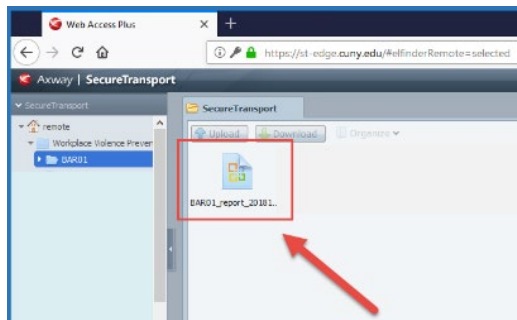 Web Access Plus
https://st-edge.cuny.edu/#elfinderRemote=selected
Axway | SecureTransport
SecureTransport
SecureTransport
remote
Upload
Download
Organize
Workplace Violence Preven
BAR01
BAR01_report_20181..